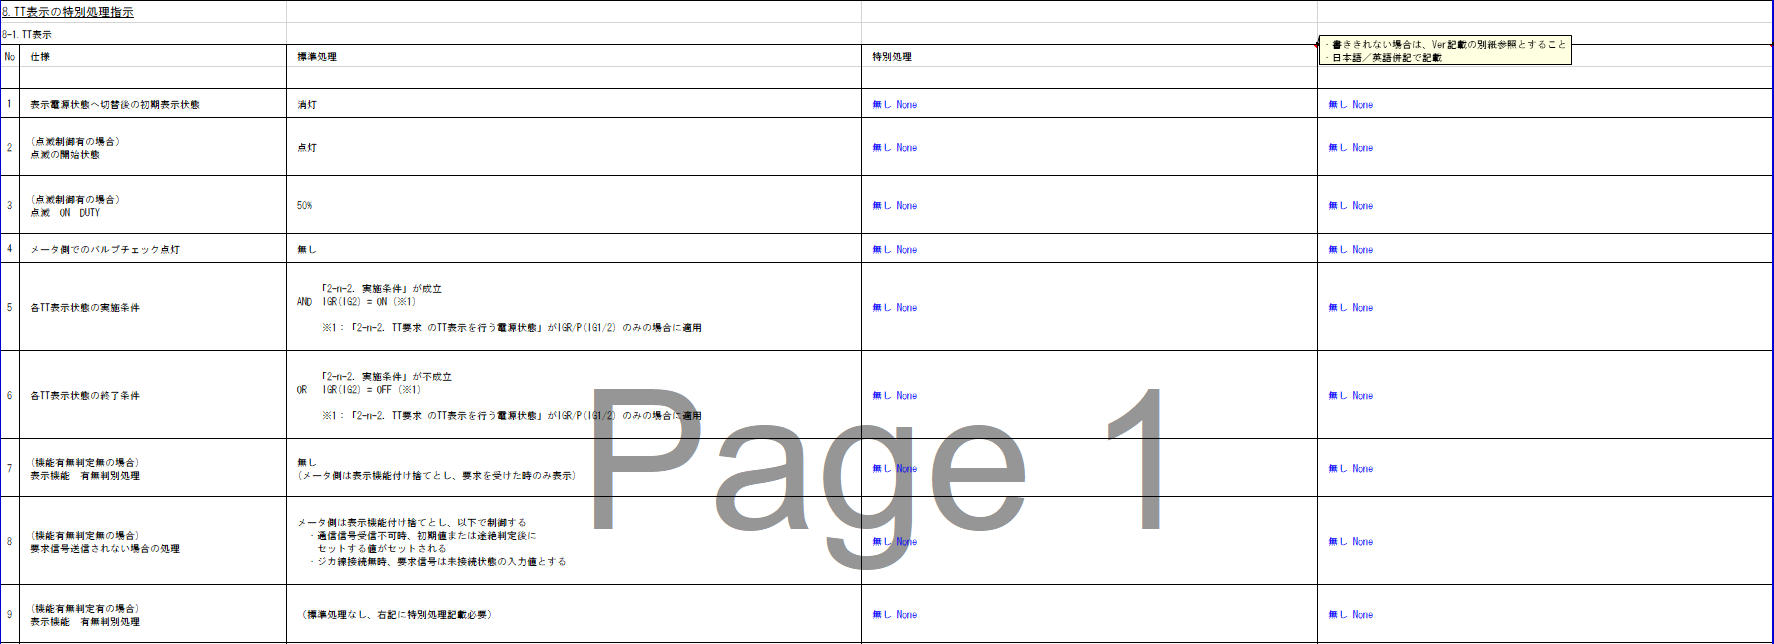 8.TT表示の特別処理指示
8-1.TT表示
・書ききれない場合は、Ver記載の別紙参照とすること
・日本語／英語併記で記載
No 仕様 標準処理 特別処理
1 表示電源状態へ切替後の初期表示状態 消灯 無し None 無し None
2 (点滅制御有の場合)
点滅の開始状態 点灯 無し None 無し None
3 (点滅制御有の場合)
点滅　ON　DUTY 50% 無し None 無し None
4 メータ側でのバルブチェック点灯 無し 無し None 無し None
5 各TT表示状態の実施条件 「2-n-2. 実施条件」が成立
AND IGR(IG2) = ON (※1)
※1：「2-n-2. TT要求 のTT表示を行う電源状態」がIGR/P(IG1/2) のみの場合に適用
無し None 無し None
6 各TT表示状態の終了条件 「2-n-2. 実施条件」が不成立
OR IGR(IG2) = OFF (※1)
※1：「2-n-2. TT要求 のTT表示を行う電源状態」がIGR/P(IG1/2) のみの場合に適用
無し None 無し None
7 (機能有無判定無の場合)
表示機能　有無判別処理 無し
(メータ側は表示機能付け捨てとし、要求を受けた時のみ表示)
無し None 無し None
8 (機能有無判定無の場合)
要求信号送信されない場合の処理 メータ側は表示機能付け捨てとし、以下で制御する
・通信信号受信不可時、初期値または途絶判定後に
セットする値がセットされる
・ジカ線接続無時、要求信号は未接続状態の入力値とする
無し None 無し None
9 (機能有無判定有の場合)
表示機能　有無判別処理 (標準処理なし、右記に特別処理記載必要)
無し None 無し None
Page 1